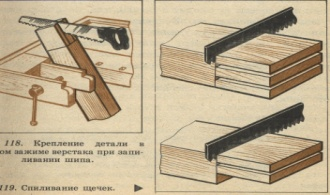 118. Крепление детали в
ом зажиме верстака при запи-
ливании шипа.
119. Спиливание щечек.